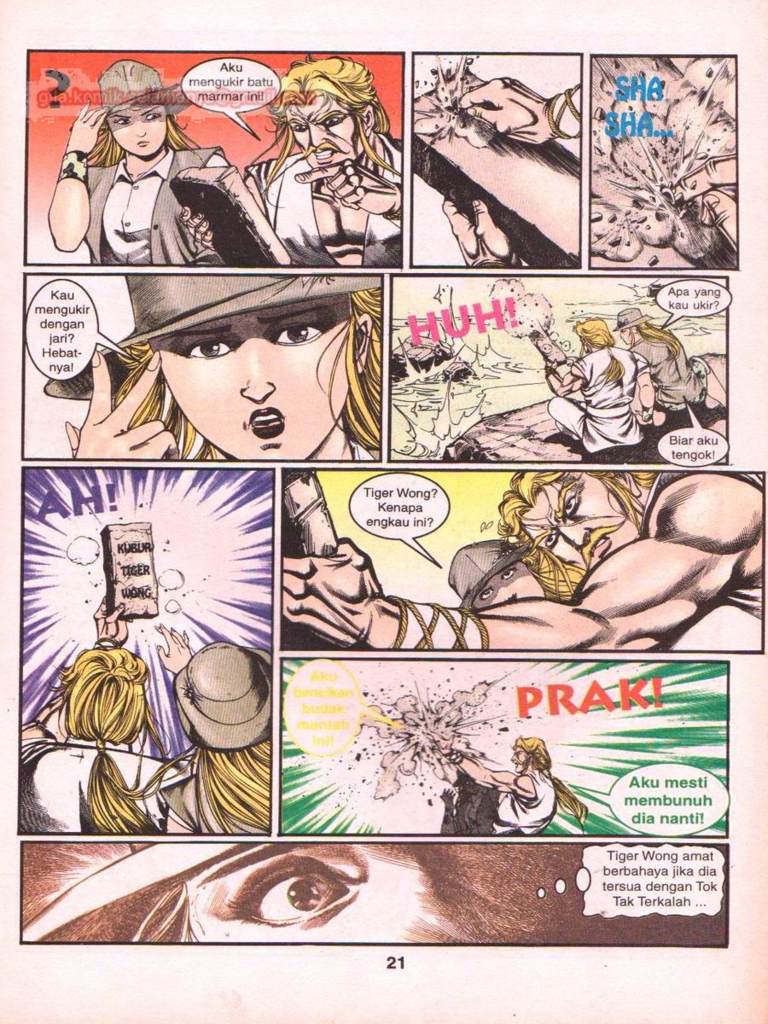 ?
Aku
mengukir batu
marmar ini!!
SHA
SHA...
Kau
mengukir
dengan
jari? Hebat-
nya!
HUH!
Apa yang
kau ukir?
Biar aku
tengok!
AH!
KUBUR
TIGER
WONG
Tiger Wong?
Kenapa
engkau ini?
Aku
bencikan
budak
mentah
ini!
PRAK!
Aku mesti
membunuh
dia nanti!
Tiger Wong amat
berbahaya jika dia
tersua dengan Tok
Tak Terkalah ...
21